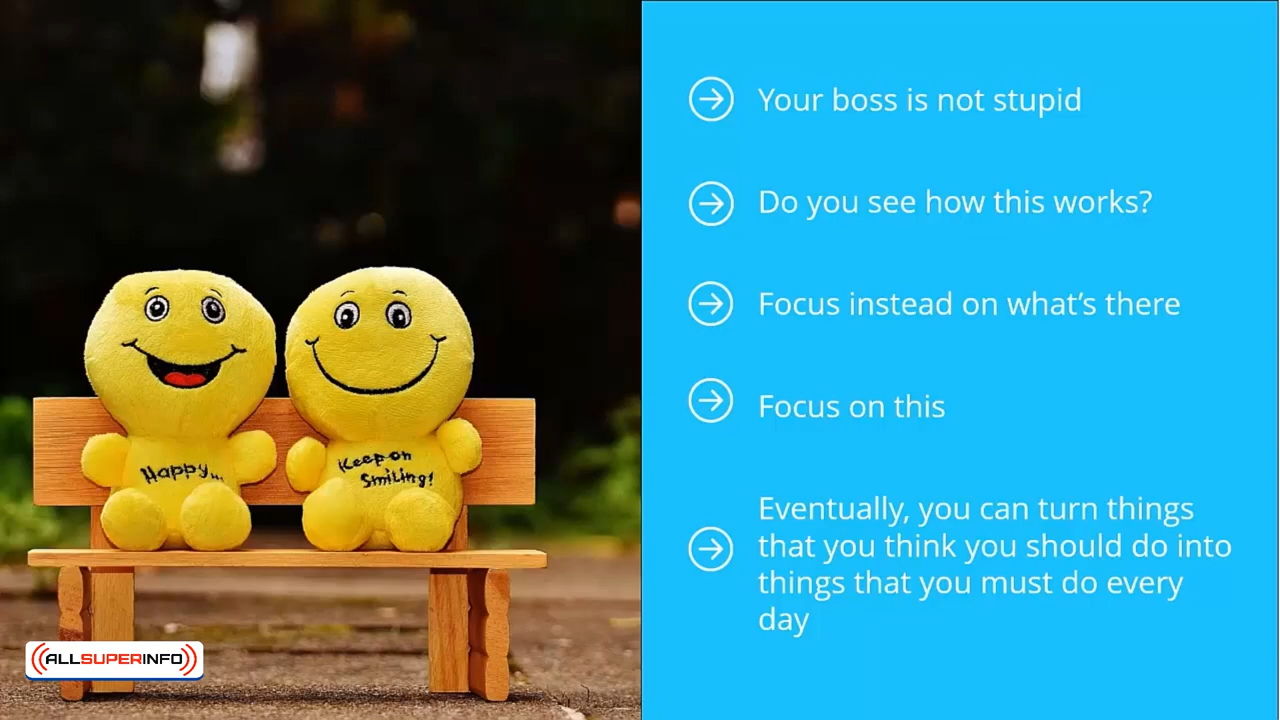 Happy...
Keep on
Smiling!
ALLSUPERINFO
Your boss is not stupid
Do you see how this works?
Focus instead on what's there
Focus on this
Eventually, you can turn things
that you think you should do into
things that you must do every
day